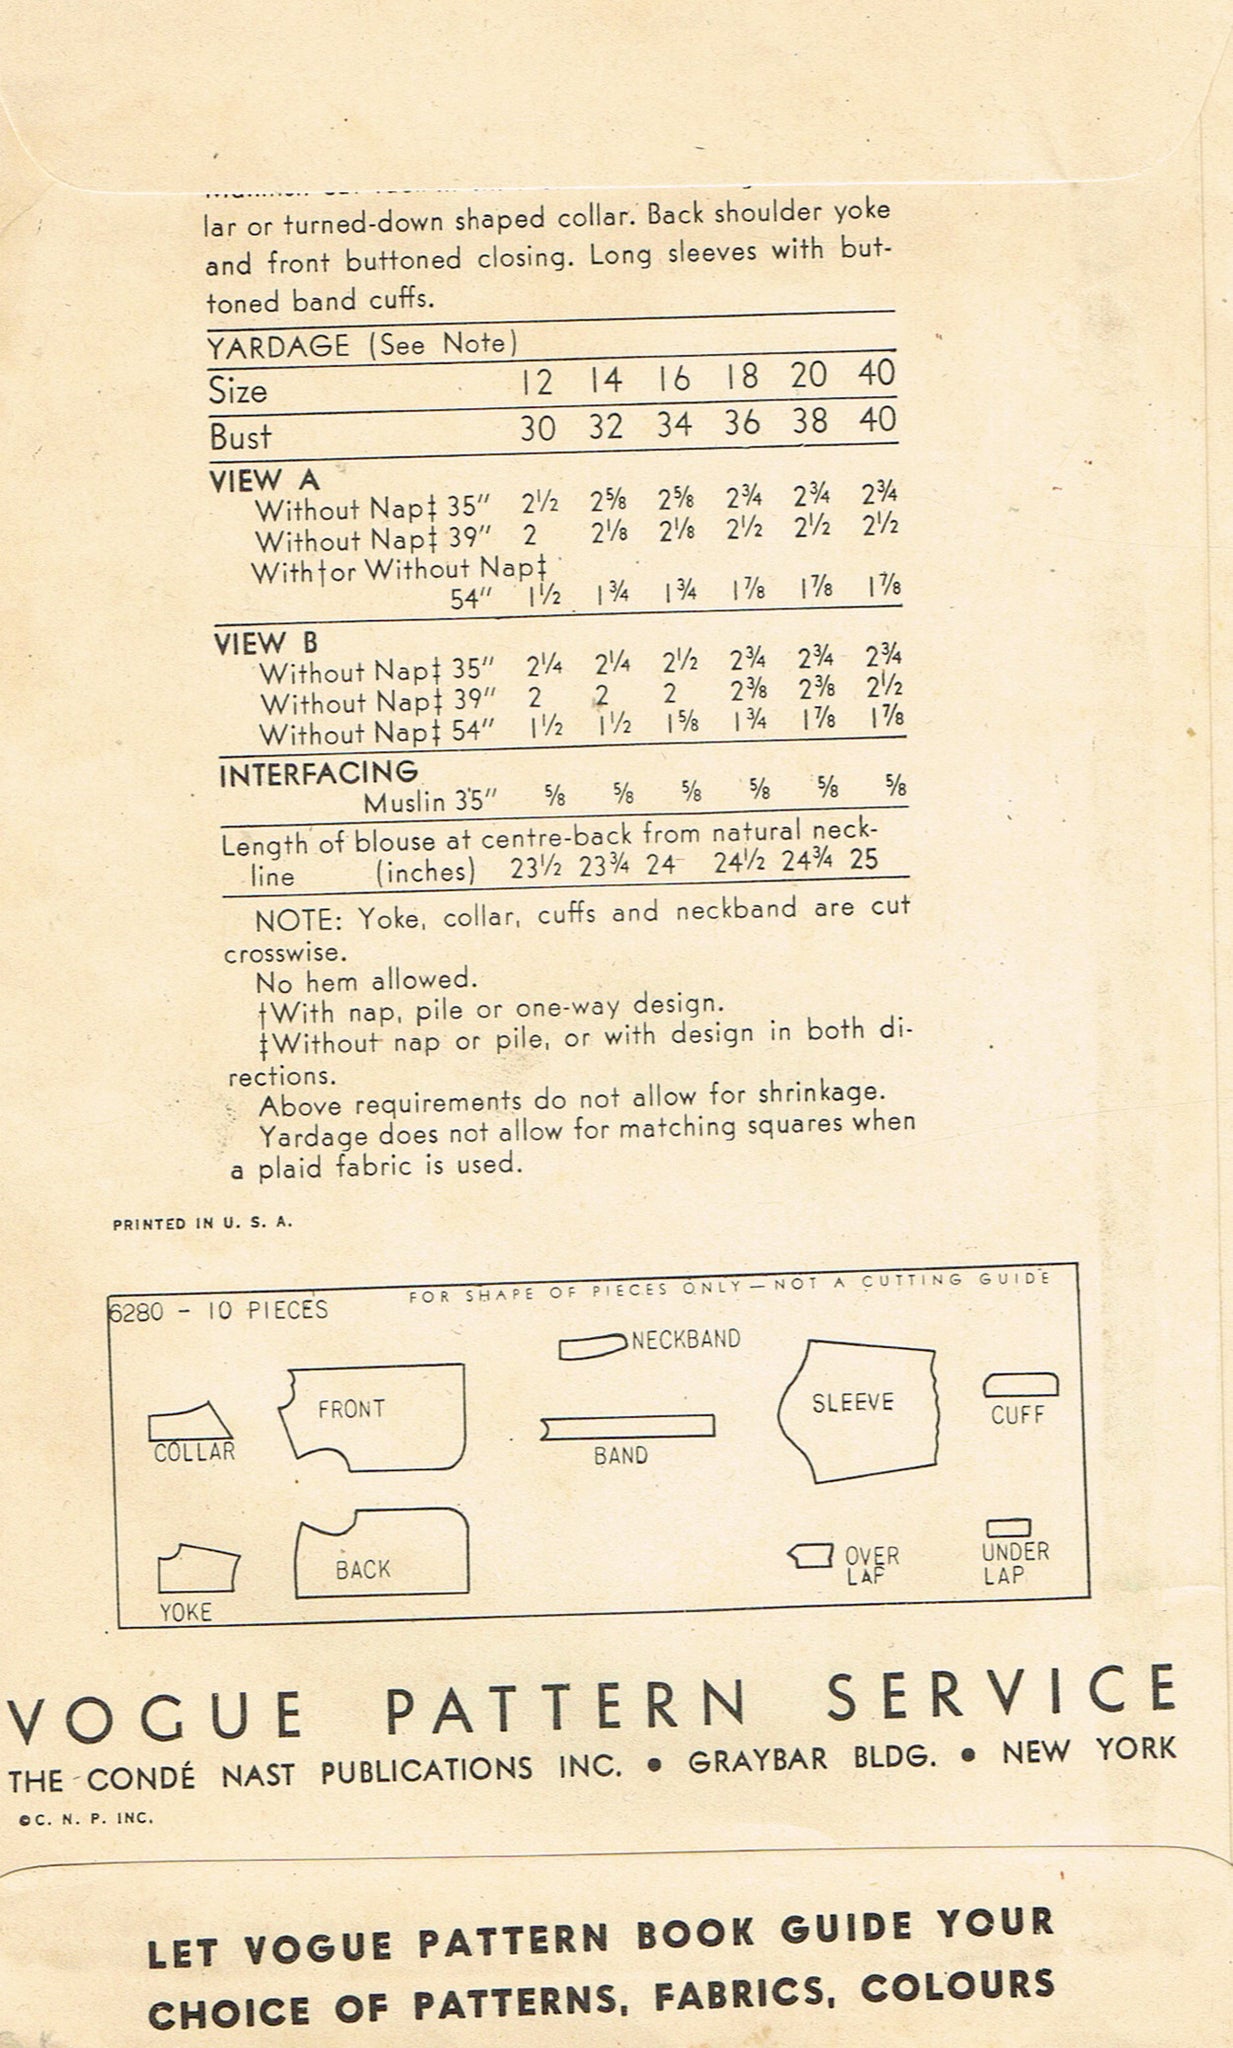 lar or turned-down shaped collar. Back shoulder yoke
and front buttoned closing. Long sleeves with but-
toned band cuffs.
YARDAGE (See Note)
Size 12 14 16 18 20 40
Bust 30 32 34 36 38 40
VIEW A
Without Nap‡ 35" 2½ 2⅝ 2⅝ 2¾ 2¾ 2¾
Without Nap‡ 39" 2 2⅛ 2⅛ 2½ 2½ 2½
With†or Without Nap‡
54" 1½ 1¾ 1¾ 1⅞ 1⅞ 1⅞
VIEW B
Without Nap‡ 35" 2¼ 2¼ 2½ 2¾ 2¾ 2¾
Without Nap‡ 39" 2 2 2 2⅜ 2⅜ 2½
Without Nap‡ 54" 1½ 1½ 1⅝ 1¾ 1⅞ 1⅞
INTERFACING
Muslin 35" ⅝ ⅝ ⅝ ⅝ ⅝ ⅝
Length of blouse at centre-back from natural neck-
line (inches) 23½ 23¾ 24 24½ 24¾ 25
NOTE: Yoke, collar, cuffs and neckband are cut
crosswise.
No hem allowed.
†With nap, pile or one-way design.
‡Without nap or pile, or with design in both di-
rections.
Above requirements do not allow for shrinkage.
Yardage does not allow for matching squares when
a plaid fabric is used.
PRINTED IN U. S. A.
FOR SHAPE OF PIECES ONLY—NOT A CUTTING GUIDE
6280 - 10 PIECES
NECKBAND
FRONT
SLEEVE
CUFF
COLLAR
BAND
BACK
OVER
LAP
UNDER
LAP
YOKE
VOGUE PATTERN SERVICE
THE CONDÉ NAST PUBLICATIONS INC. • GRAYBAR BLDG. • NEW YORK
©C. N. P. INC.
LET VOGUE PATTERN BOOK GUIDE YOUR
CHOICE OF PATTERNS, FABRICS, COLOURS